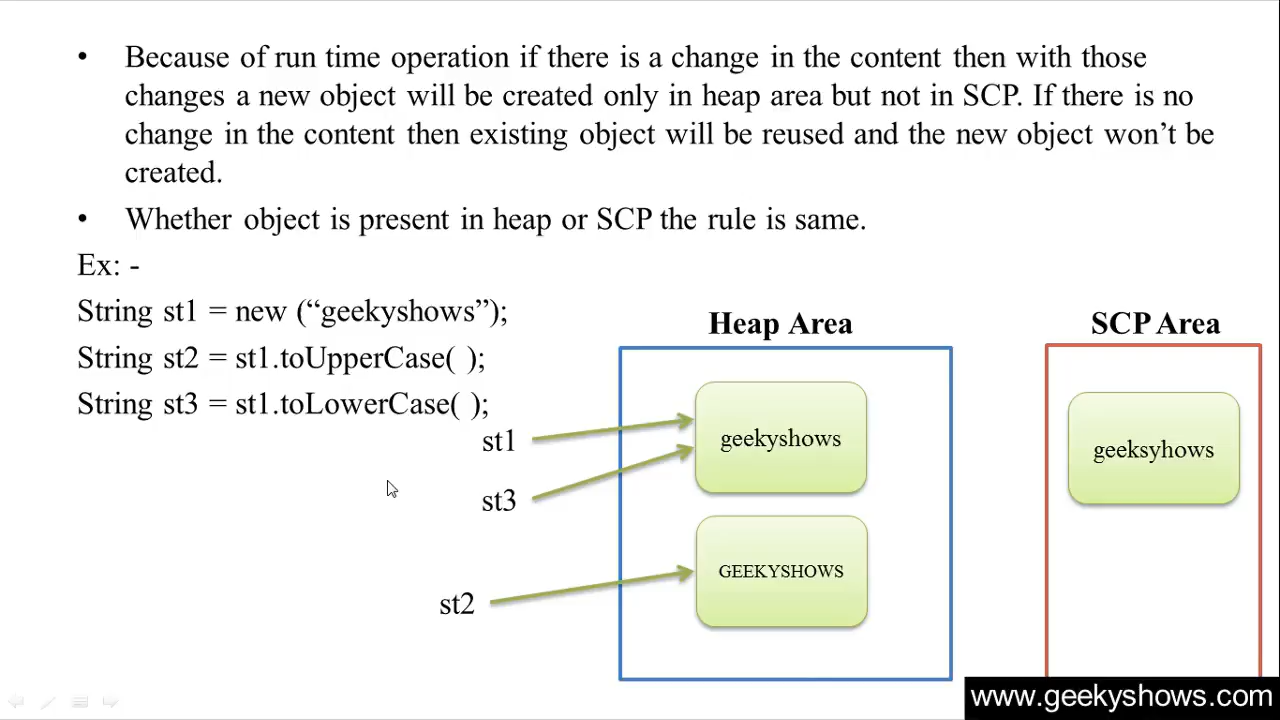 • Because of run time operation if there is a change in the content then with those
changes a new object will be created only in heap area but not in SCP. If there is no
change in the content then existing object will be reused and the new object won’t be
created.
• Whether object is present in heap or SCP the rule is same.
Ex: -
String st1 = new (“geekyshows”);
String st2 = st1.toUpperCase( );
String st3 = st1.toLowerCase( );
Heap Area
SCP Area
st1
geekyshows
geeksyhows
st3
GEEKYSHOWS
st2
www.geekyshows.com